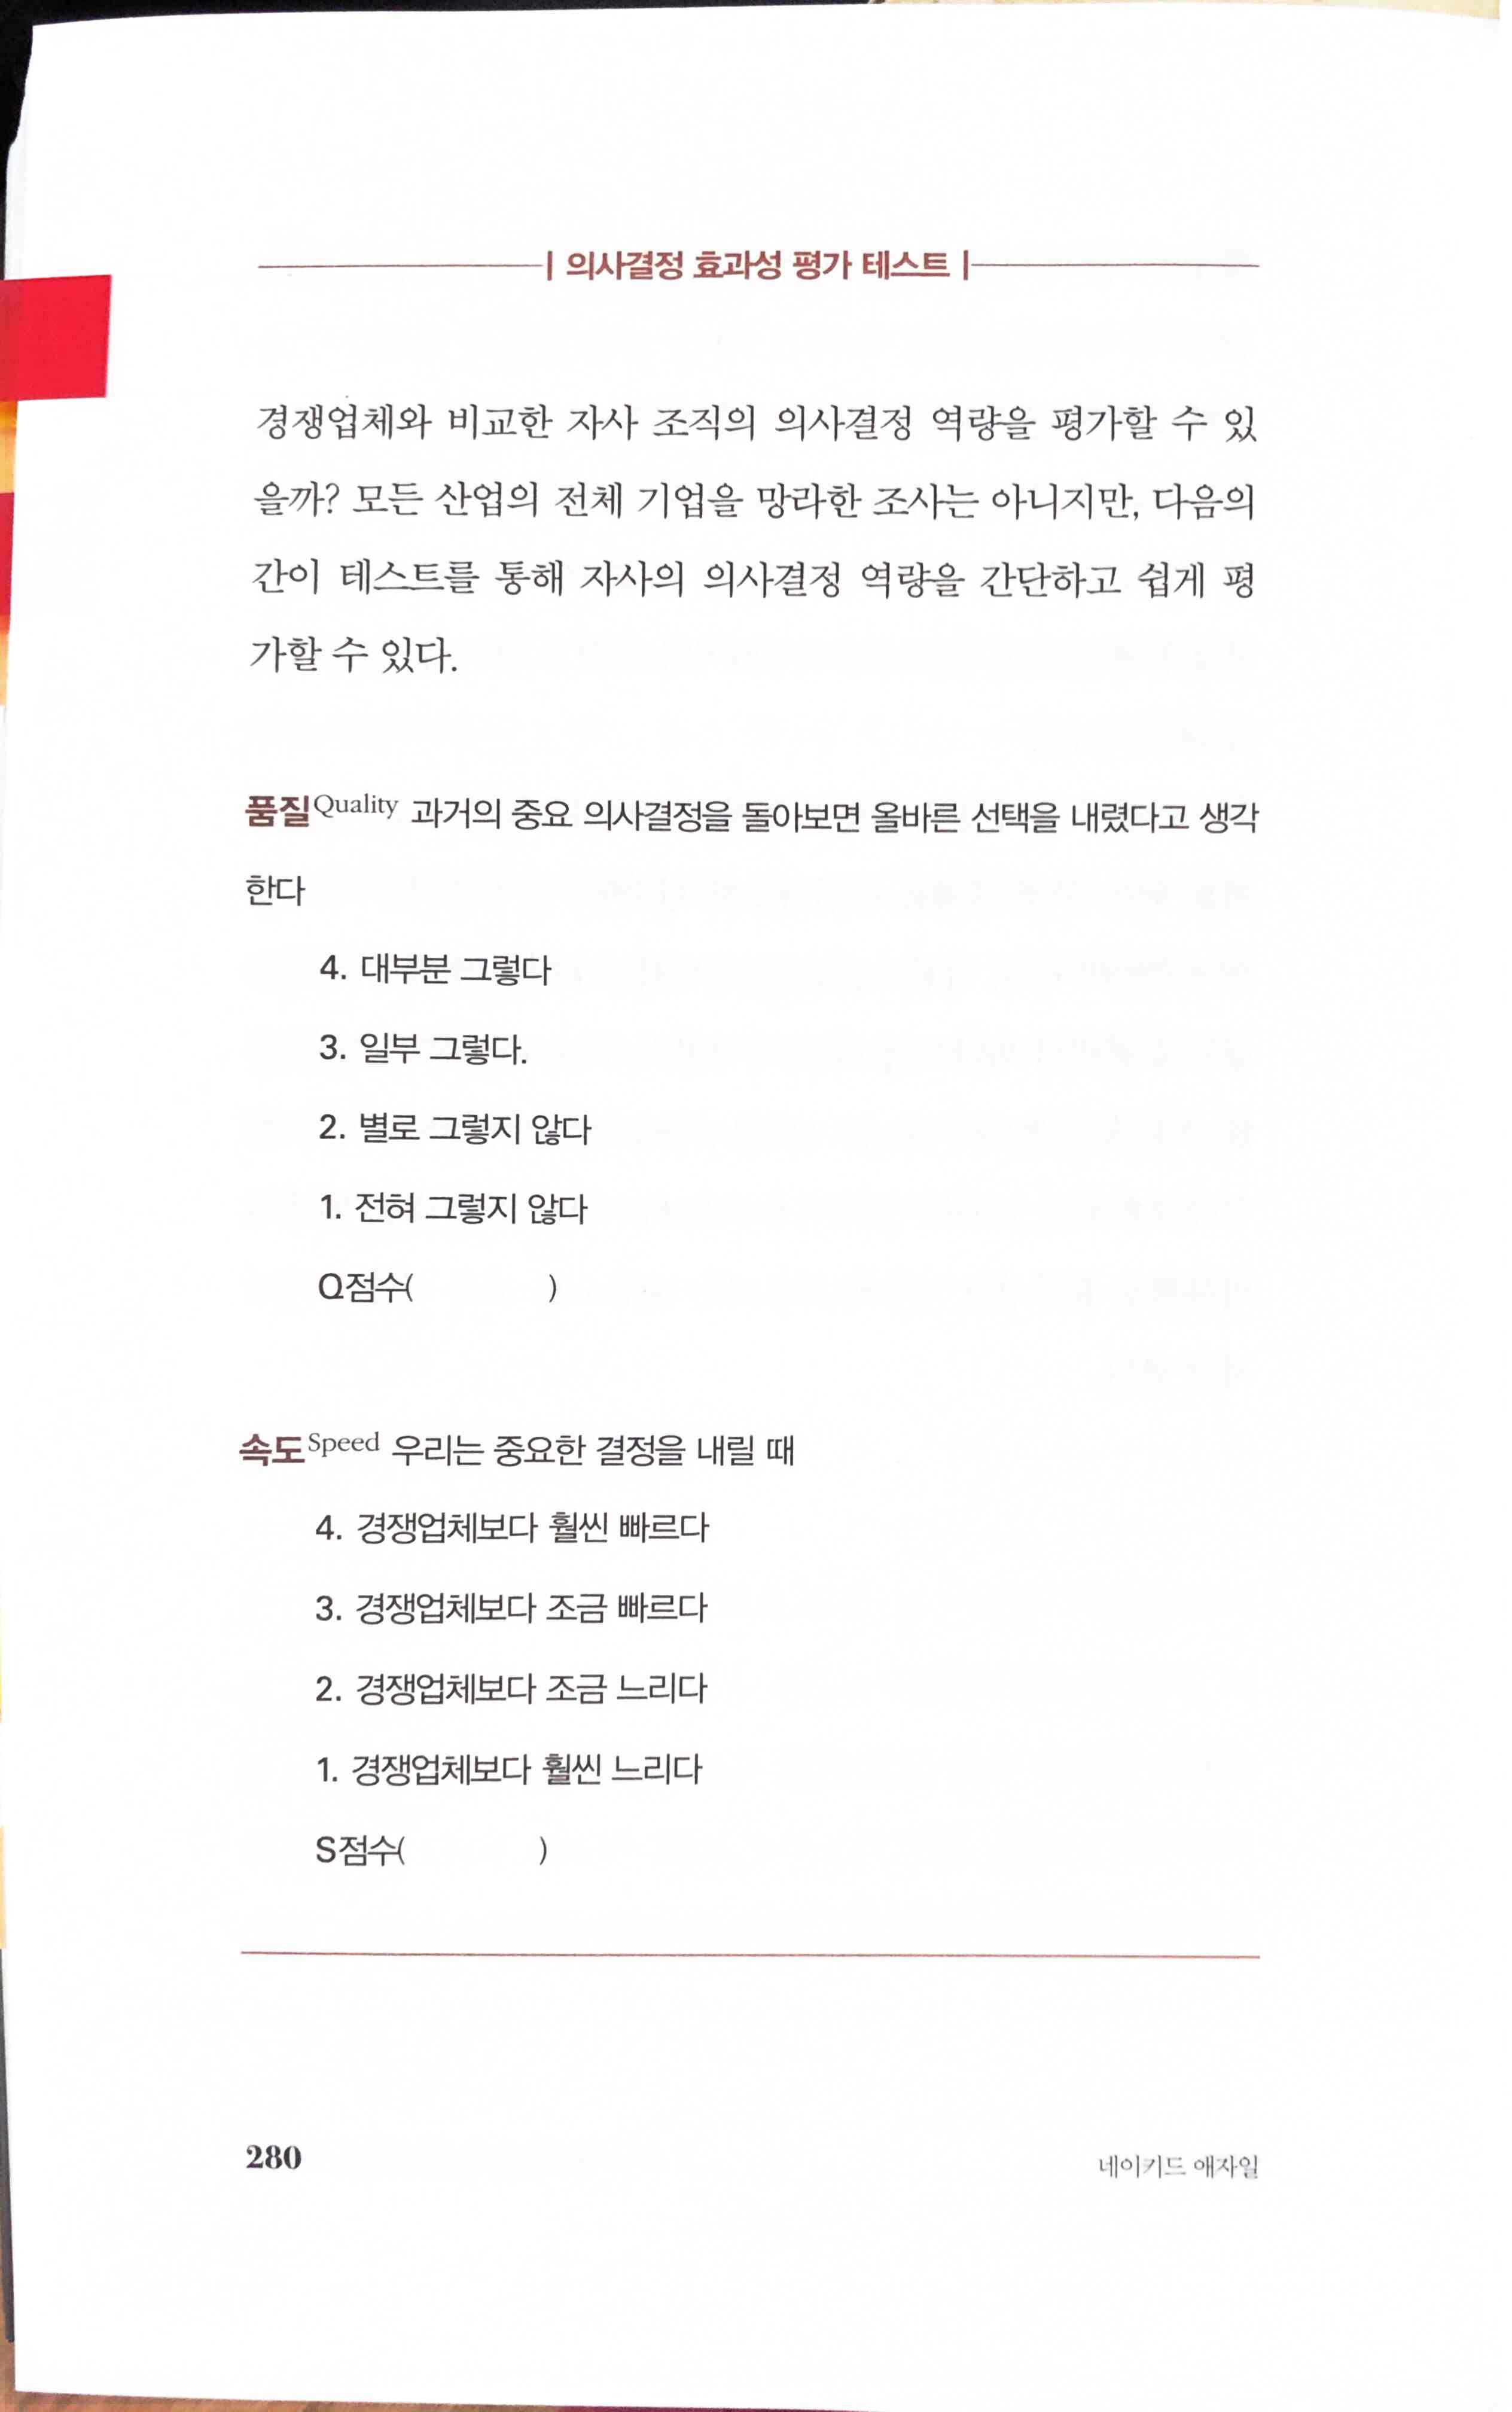 | 의사결정 효과성 평가 테스트 |
경쟁업체와 비교한 자사 조직의 의사결정 역량을 평가할 수 있
을까? 모든 산업의 전체 기업을 망라한 조사는 아니지만, 다음의
간이 테스트를 통해 자사의 의사결정 역량을 간단하고 쉽게 평
가할 수 있다.
품질Quality 과거의 중요 의사결정을 돌아보면 올바른 선택을 내렸다고 생각
한다
4. 대부분 그렇다
3. 일부 그렇다.
2. 별로 그렇지 않다
1. 전혀 그렇지 않다
Q점수( )
속도Speed 우리는 중요한 결정을 내릴 때
4. 경쟁업체보다 훨씬 빠르다
3. 경쟁업체보다 조금 빠르다
2. 경쟁업체보다 조금 느리다
1. 경쟁업체보다 훨씬 느리다
S점수( )
280 네이키드 애자일